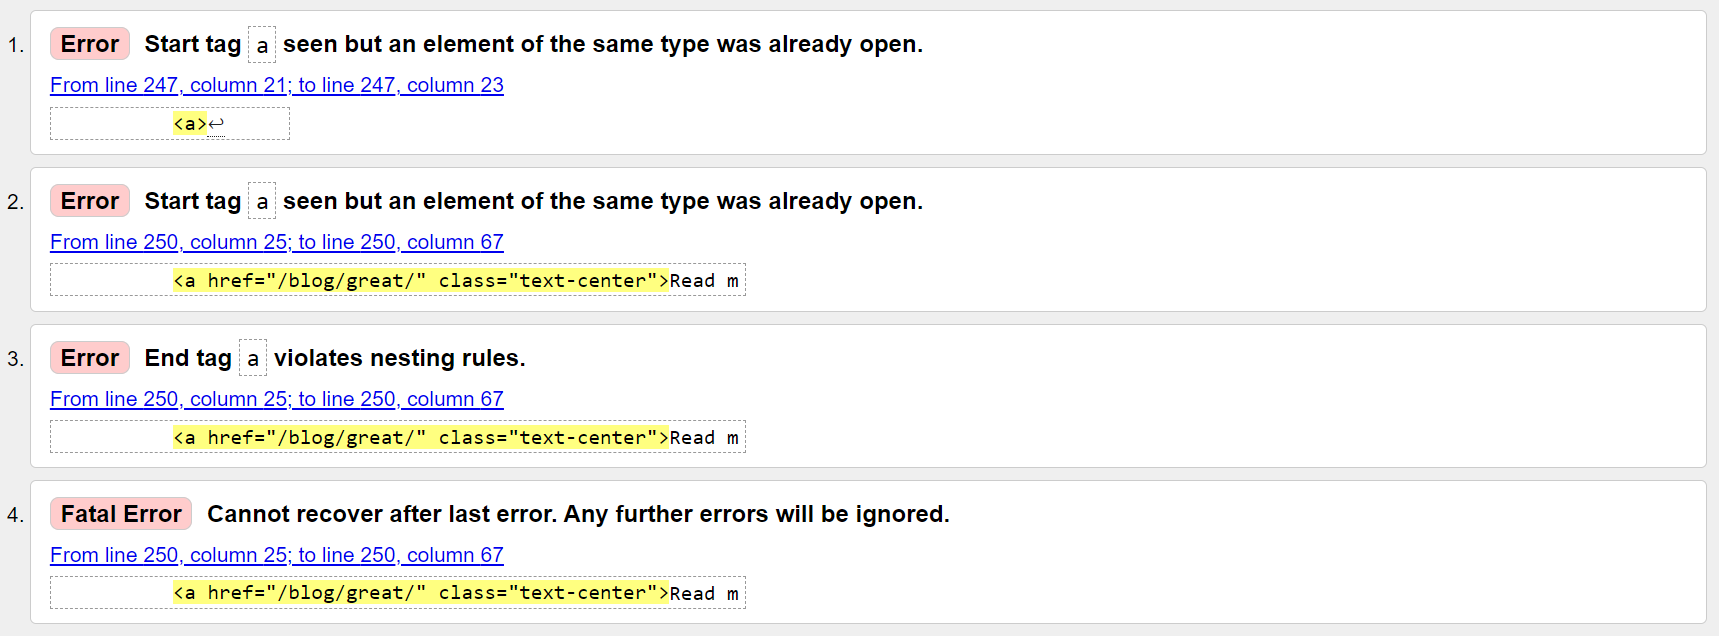 1. Error Start tag a seen but an element of the same type was already open.
From line 247, column 21; to line 247, column 23
<a>↩
2. Error Start tag a seen but an element of the same type was already open.
From line 250, column 25; to line 250, column 67
<a href="/blog/great/" class="text-center">Read m
3. Error End tag a violates nesting rules.
From line 250, column 25; to line 250, column 67
<a href="/blog/great/" class="text-center">Read m
4. Fatal Error Cannot recover after last error. Any further errors will be ignored.
From line 250, column 25; to line 250, column 67
<a href="/blog/great/" class="text-center">Read m